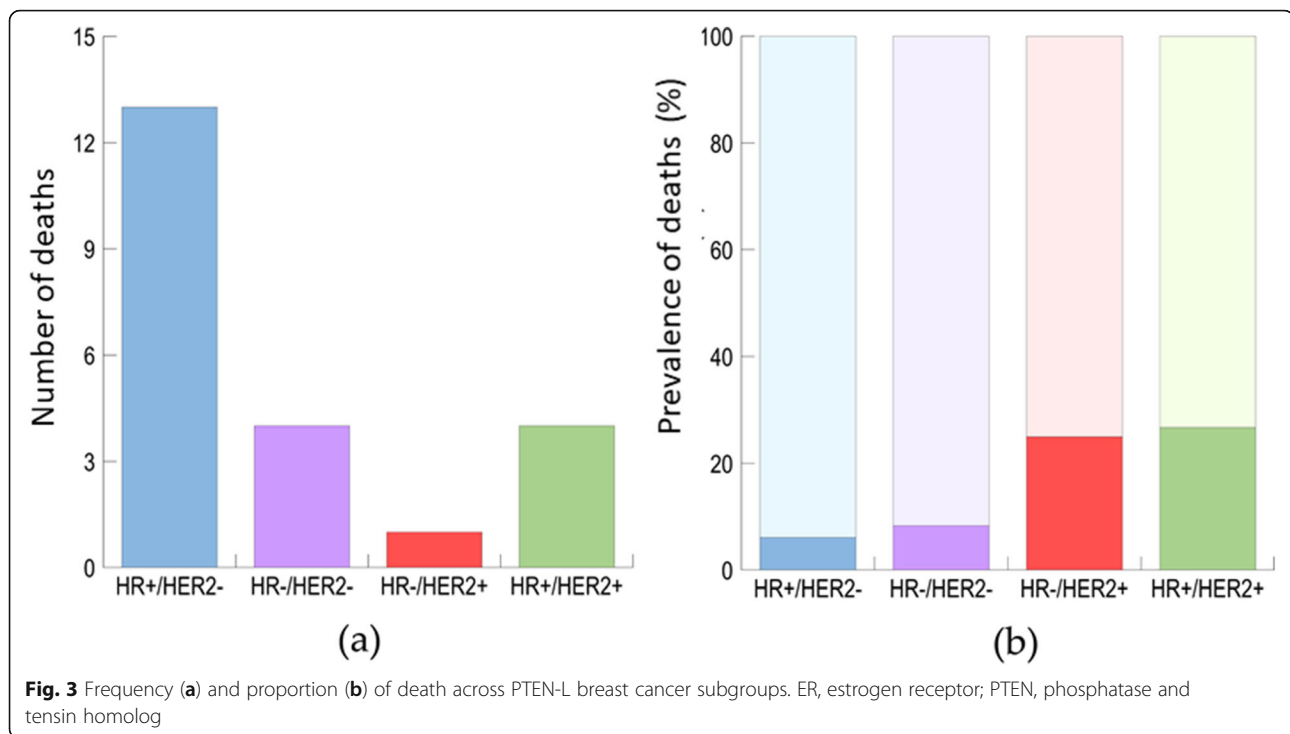 15
12
9
6
3
0
Number of deaths
HR+/HER2-
HR-/HER2-
HR-/HER2+
HR+/HER2+
(a)
100
80
60
40
20
0
Prevalence of deaths (%)
HR+/HER2-
HR-/HER2-
HR-/HER2+
HR+/HER2+
(b)
Fig. 3 Frequency (a) and proportion (b) of death across PTEN-L breast cancer subgroups. ER, estrogen receptor; PTEN, phosphatase and
tensin homolog